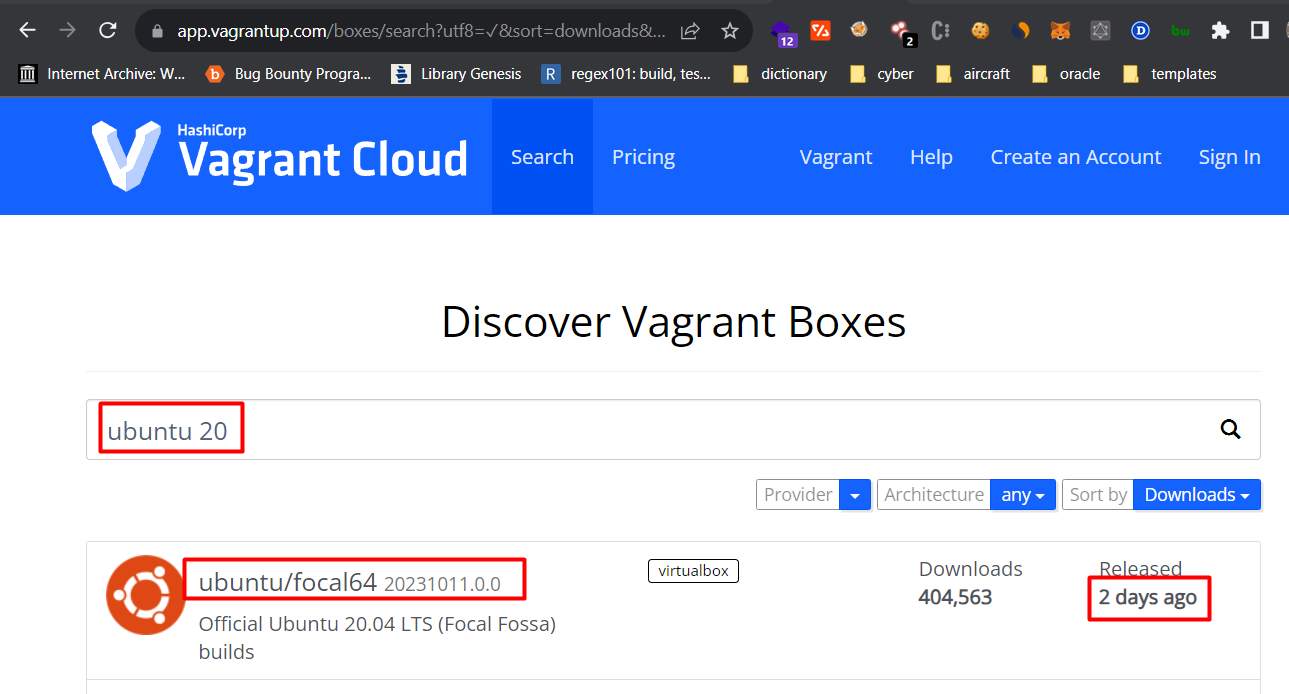 app.vagrantup.com/boxes/search?utf8=✓&sort=downloads&...
12
2
D
bw
Internet Archive: W...
b
Bug Bounty Progra...
Library Genesis
R
regex101: build, tes...
dictionary
cyber
aircraft
oracle
templates
HashiCorp
Vagrant Cloud
Search
Pricing
Vagrant
Help
Create an Account
Sign In
Discover Vagrant Boxes
ubuntu 20
Provider
Architecture any
Sort by Downloads
ubuntu/focal64 20231011.0.0
virtualbox
Downloads
404,563
Released
2 days ago
Official Ubuntu 20.04 LTS (Focal Fossa)
builds